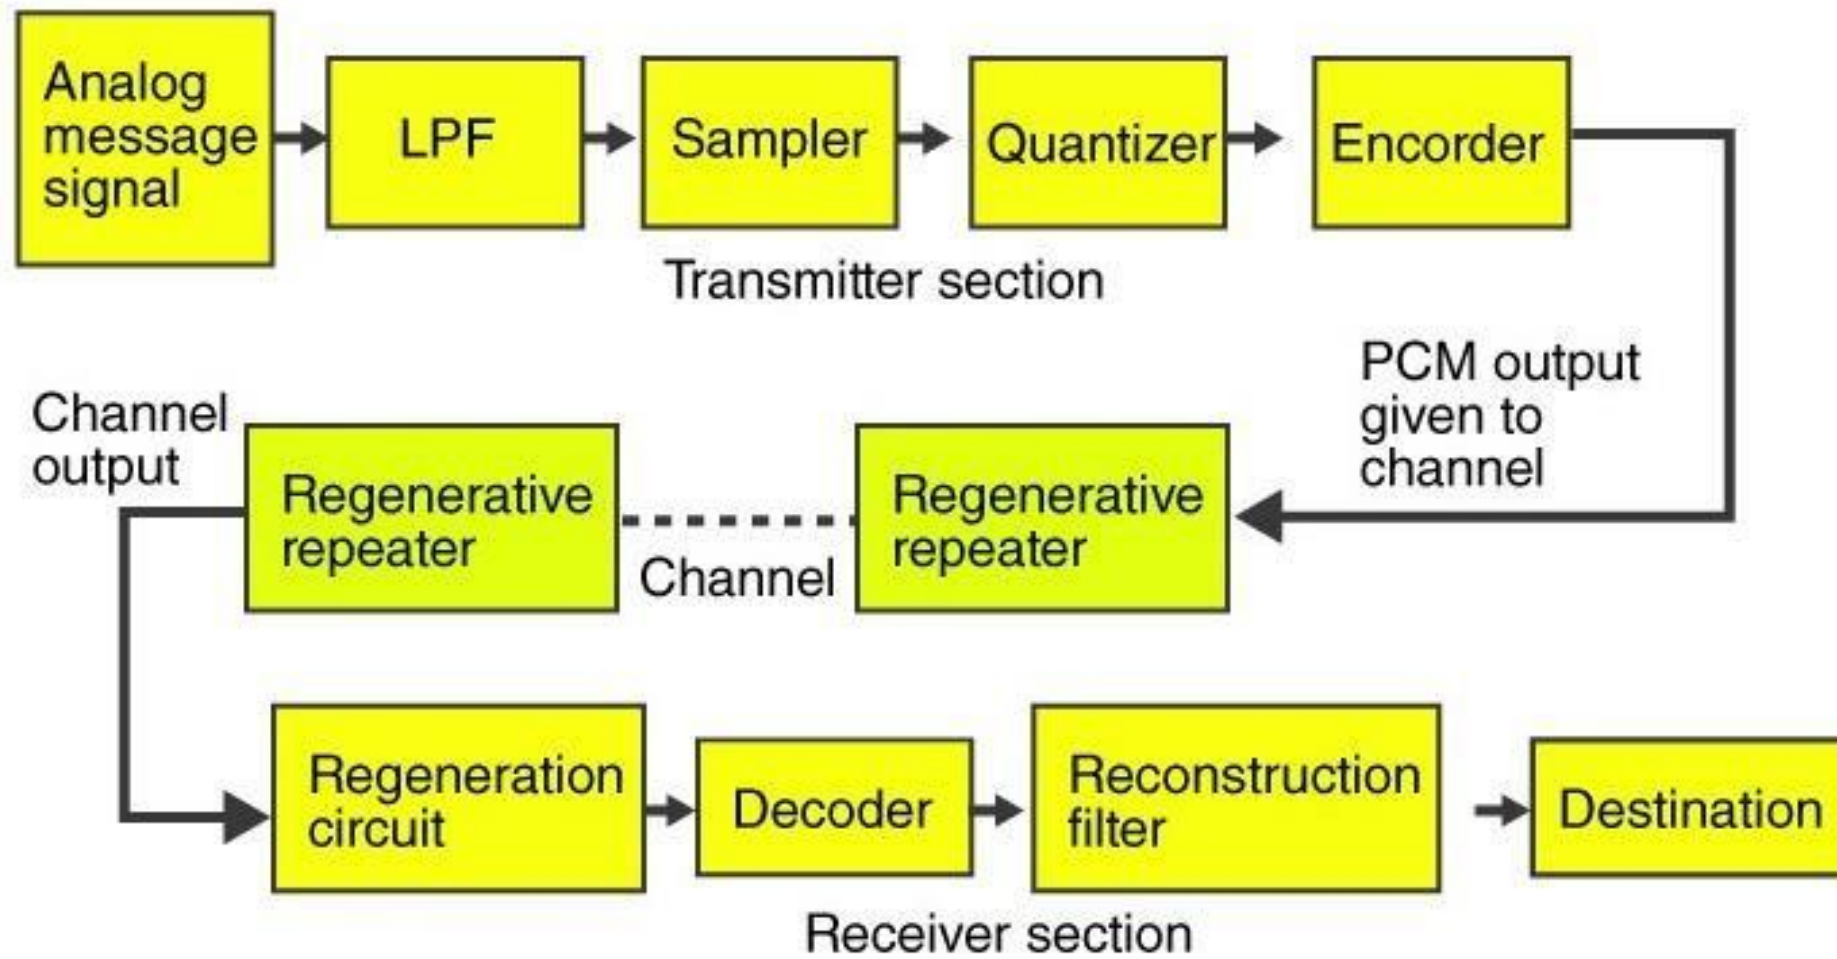 Analog
message
signal
LPF
Sampler
Quantizer
Encorder
Transmitter section
PCM output
given to
channel
Channel
output
Regenerative
repeater
Channel
Regenerative
repeater
Regeneration
circuit
Decoder
Reconstruction
filter
Destination
Receiver section